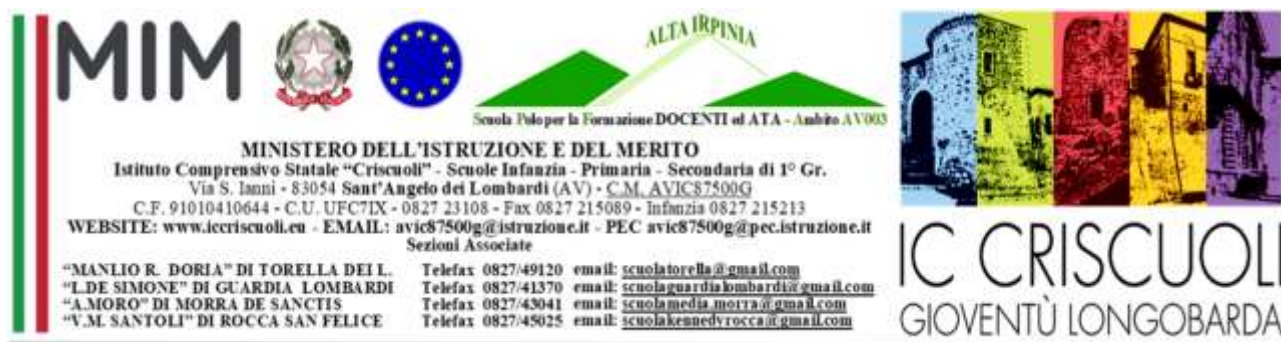 MIM
ALTA IRPINIA
Scuola Polo per la Formazione DOCENTI ed ATA - Ambito AV003
MINISTERO DELL'ISTRUZIONE E DEL MERITO
Istituto Comprensivo Statale “Criscuoli” - Scuole Infanzia - Primaria - Secondaria di 1° Gr.
Via S. Ianni - 83054 Sant’Angelo dei Lombardi (AV) - C.M. AVIC87500G
C.F. 91010410644 - C.U. UFC7IX - 0827 23108 - Fax 0827 215089 - Infanzia 0827 215213
WEBSITE: www.iccriscuoli.eu - EMAIL: avic87500g@istruzione.it - PEC avic87500g@pec.istruzione.it
Sezioni Associate
“MANLIO R. DORIA” DI TORELLA DEI L. Telefax 0827/49120 email: scuolatorella@gmail.com
“L.DE SIMONE” DI GUARDIA LOMBARDI Telefax 0827/41370 email: scuolaguardialombardi@gmail.com
“A.MORO” DI MORRA DE SANCTIS Telefax 0827/43041 email: scuolamedia.morra@gmail.com
“V.M. SANTOLI” DI ROCCA SAN FELICE Telefax 0827/45025 email: scuolakennedyrocca@gmail.com
IC CRISCUOLI
GIOVENTÙ LONGOBARDA